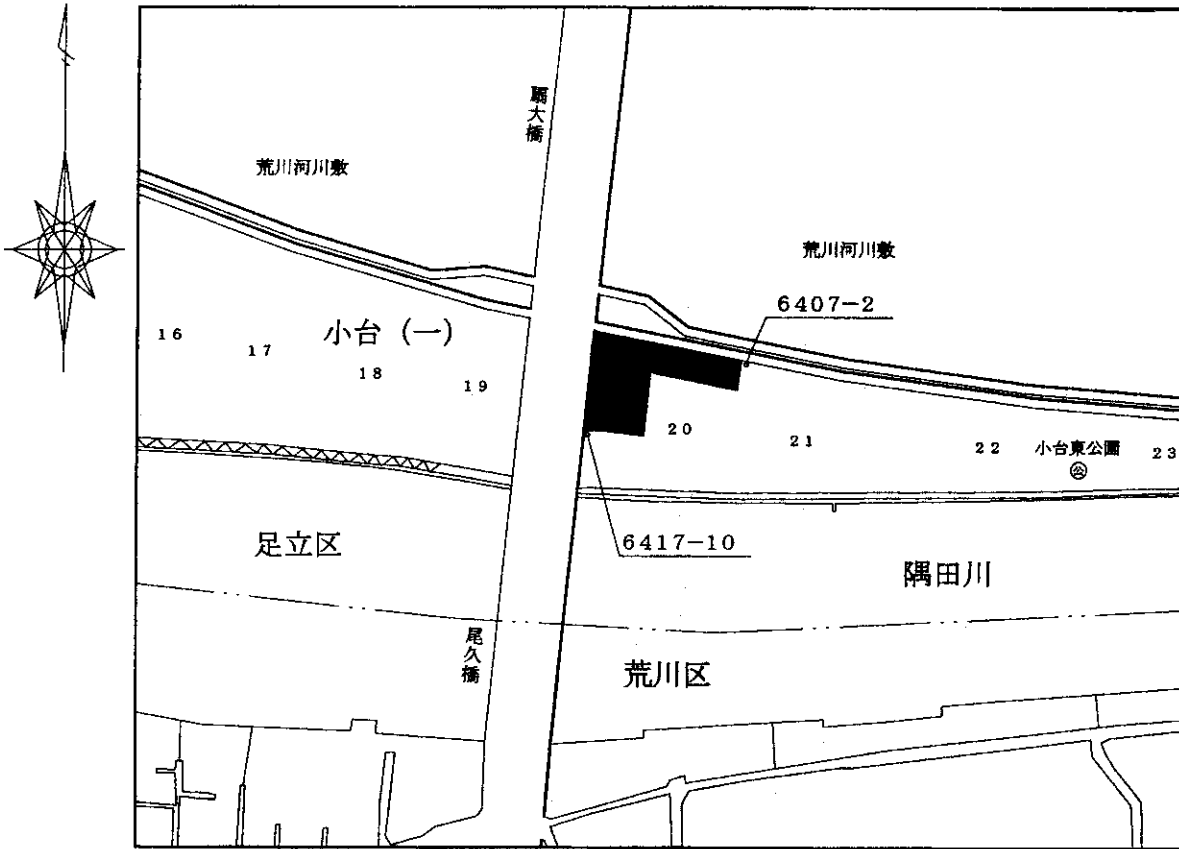 扇大橋
荒川河川敷
荒川河川敷
6407-2
小台(一)
16
17
18
19
20
21
22
小台東公園
23
公
6417-10
足立区
隅田川
尾久橋
荒川区